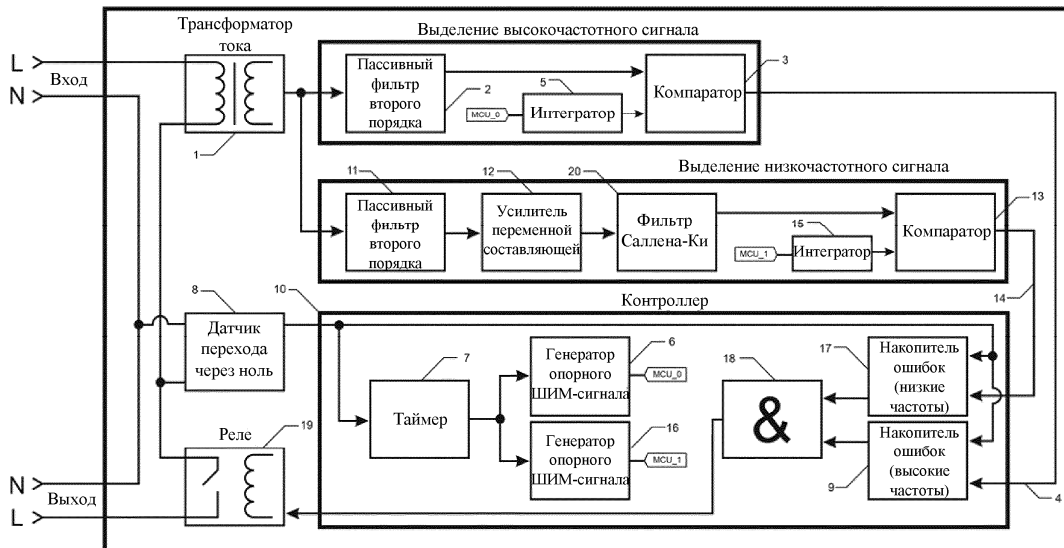 Трансформатор
тока
L
Вход
N
1
Выделение высокочастотного сигнала
Пассивный
фильтр
второго
порядка
2
5
MCU_0
Интегратор
Компаратор
3
Выделение низкочастотного сигнала
11
Пассивный
фильтр
второго
порядка
12
Усилитель
переменной
составляющей
20
Фильтр
Саллена-Ки
15
MCU_1
Интегратор
Компаратор
13
14
8
Датчик
перехода
через ноль
10
Контроллер
7
Таймер
Генератор
опорного
ШИМ-сигнала
6
MCU_0
Генератор
опорного
ШИМ-сигнала
16
MCU_1
18
&
17
Накопитель
ошибок
(низкие
частоты)
Накопитель
ошибок
(высокие
частоты)
9
4
Реле
19
N
Выход
L